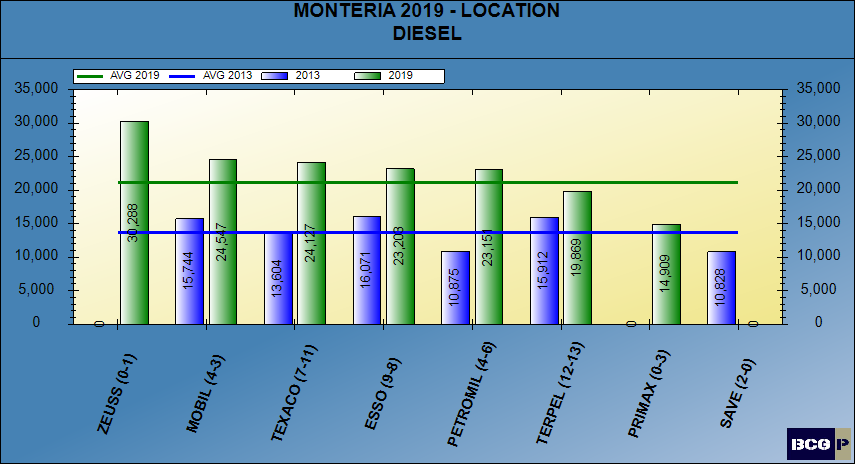 MONTERIA 2019 - LOCATION
DIESEL
AVG 2019 AVG 2013 2013 2019
35,000 35,000
30,000 30,000
25,000 25,000
20,000 20,000
15,000 15,000
10,000 10,000
5,000 5,000
0 0
0 30,288 15,744 24,547 13,604 24,127 16,071 23,203 10,875 23,151 15,912 19,869 0 14,909 10,828 0
ZEUSS (0-1) MOBIL (4-3) TEXACO (7-11) ESSO (9-8) PETROMIL (4-6) TERPEL (12-13) PRIMAX (0-3) SAVE (2-0)
BCG P